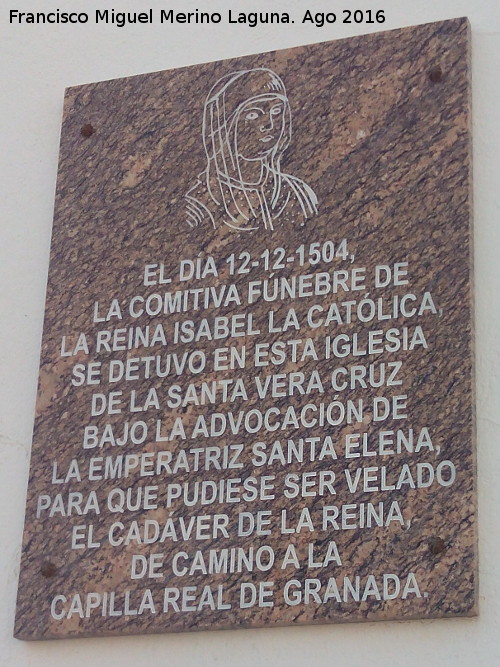 Francisco Miguel Merino Laguna. Ago 2016
EL DÍA 12-12-1504,
LA COMITIVA FUNEBRE DE
LA REINA ISABEL LA CATÓLICA,
SE DETUVO EN ESTA IGLESIA
DE LA SANTA VERA CRUZ
BAJO LA ADVOCACIÓN DE
LA EMPERATRIZ SANTA ELENA,
PARA QUE PUDIESE SER VELADO
EL CADÁVER DE LA REINA,
DE CAMINO A LA
CAPILLA REAL DE GRANADA.